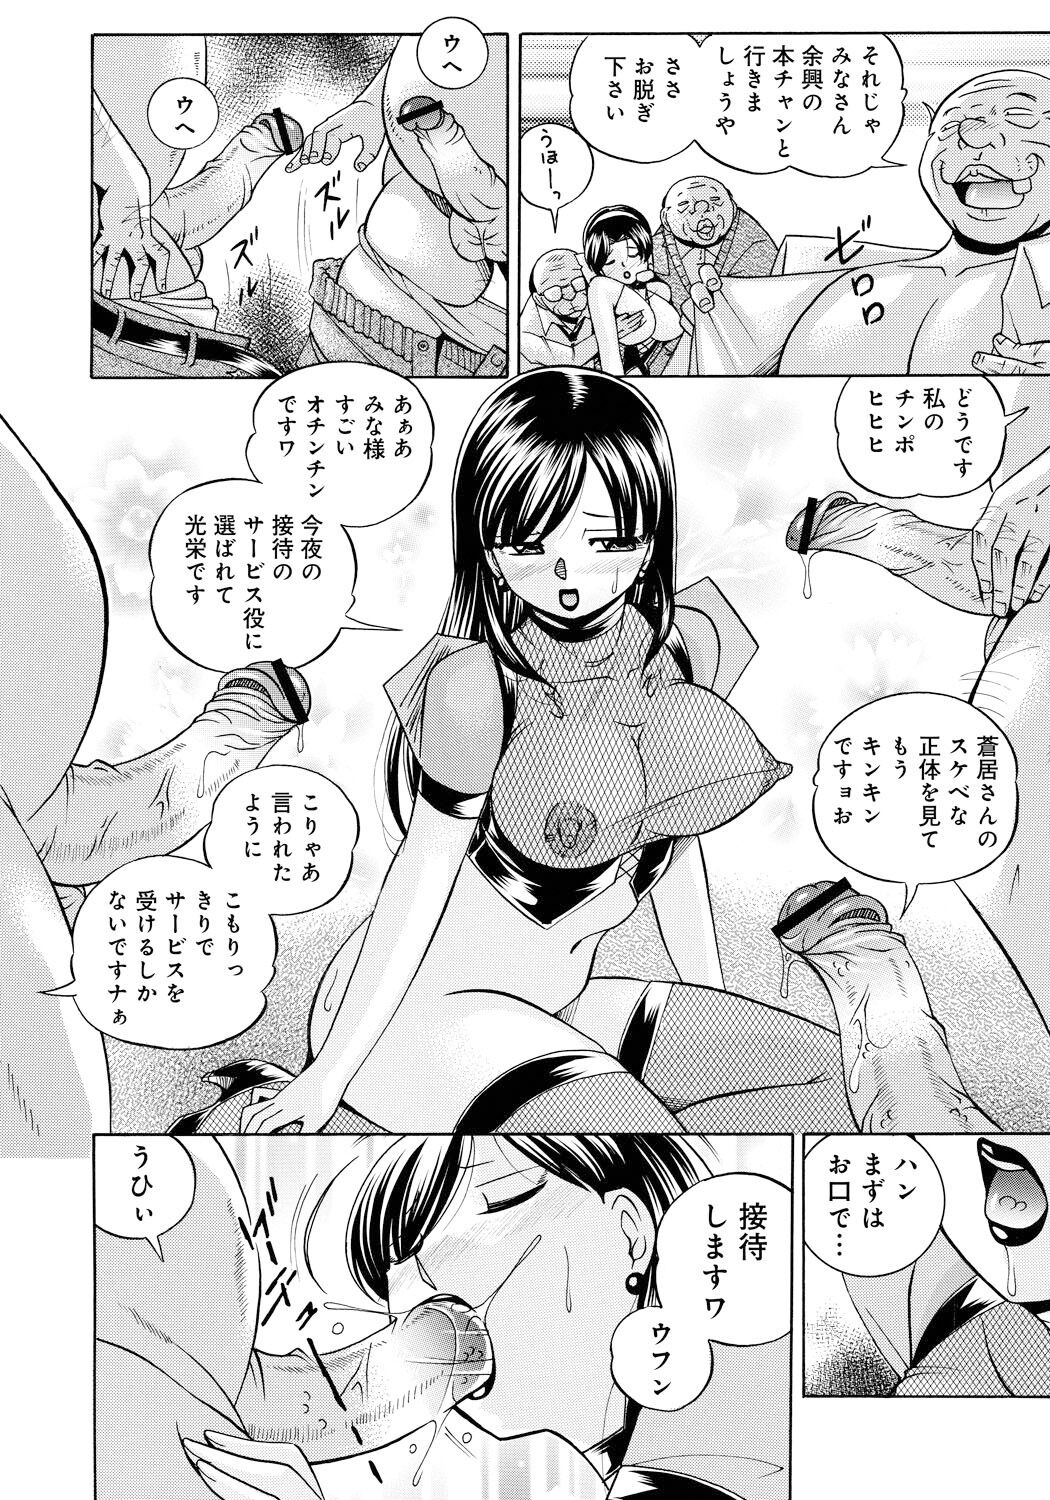 それじゃ
みなさん
余興の
本チャンと
行きま
しょうや
ささ
お脱ぎ
下さい
うほーっ
ビロロ
ウヘ
ウヘ
ズル
ズル
どうです
私の
チンポ
ヒヒヒ
あぁあ
みな様
すごい
オチンチン
ですワ
今夜の
接待の
サービス役に
選ばれて
光栄です
蒼居さんの
スケベな
正体を見て
もう
キンキン
ですョお
こりゃあ
言われた
ように
こもりっ
きりで
サービスを
受けるしか
ないですナぁ
ハン
まずは
お口で…
接待
しますワ
ウフン
うひぃ